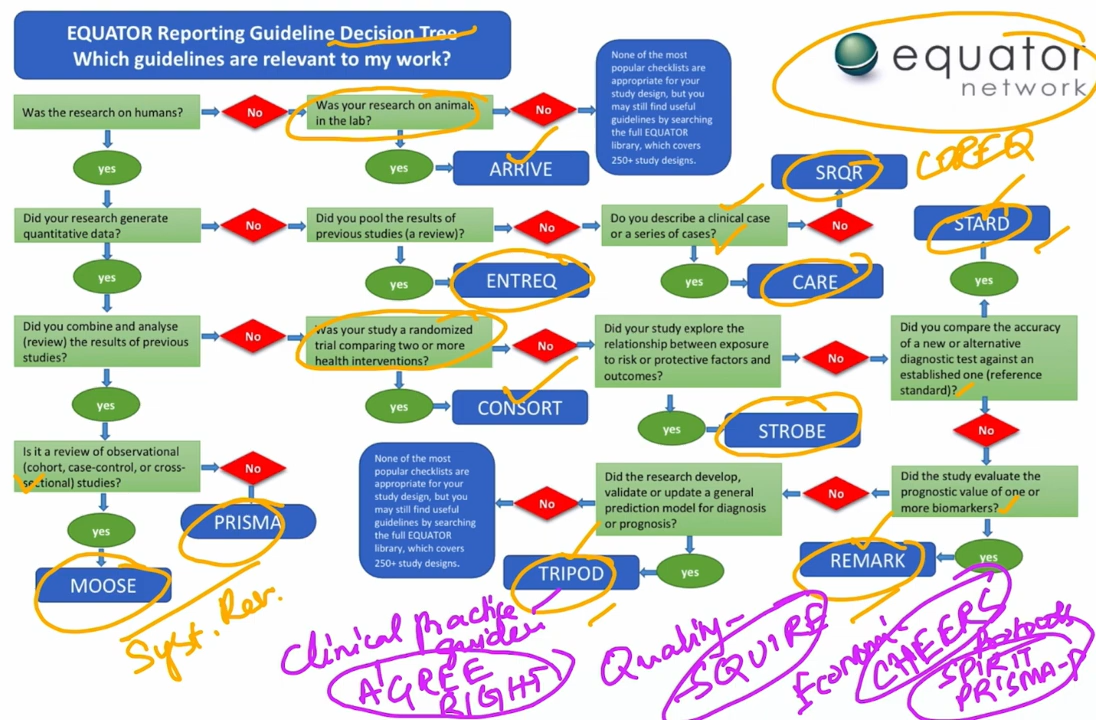 EQUATOR Reporting Guideline Decision Tree
Which guidelines are relevant to my work?
equator
network
COREQ
Was the research on humans?
No
Was your research on animals
in the lab?
No
None of the most
popular checklists are
appropriate for your
study design, but you
may still find useful
guidelines by searching
the full EQUATOR
library, which covers
250+ study designs.
yes
yes
ARRIVE
SRQR
STARD
Did your research generate
quantitative data?
No
Did you pool the results of
previous studies (a review)?
No
Do you describe a clinical case
or a series of cases?
No
yes
yes
ENTREQ
yes
CARE
yes
Did you combine and analyse
(review) the results of previous
studies?
No
Was your study a randomized
trial comparing two or more
health interventions?
No
Did your study explore the
relationship between exposure
to risk or protective factors and
outcomes?
No
Did you compare the accuracy
of a new or alternative
diagnostic test against an
established one (reference
standard)?
yes
yes
CONSORT
yes
STROBE
No
Is it a review of observational
(cohort, case-control, or cross-
sectional) studies?
No
PRISMA
yes
MOOSE
None of the most
popular checklists are
appropriate for your
study design, but you
may still find useful
guidelines by searching
the full EQUATOR
library, which covers
250+ study designs.
No
Did the research develop,
validate or update a general
prediction model for diagnosis
or prognosis?
No
Did the study evaluate the
prognostic value of one or
more biomarkers?
TRIPOD
yes
REMARK
yes
Syst. Rev.
Clinical practice
AGREE
RIGHT
Quality-
SQUIRE
CHEERS
Protocols
SPIRIT
PRISMA-P